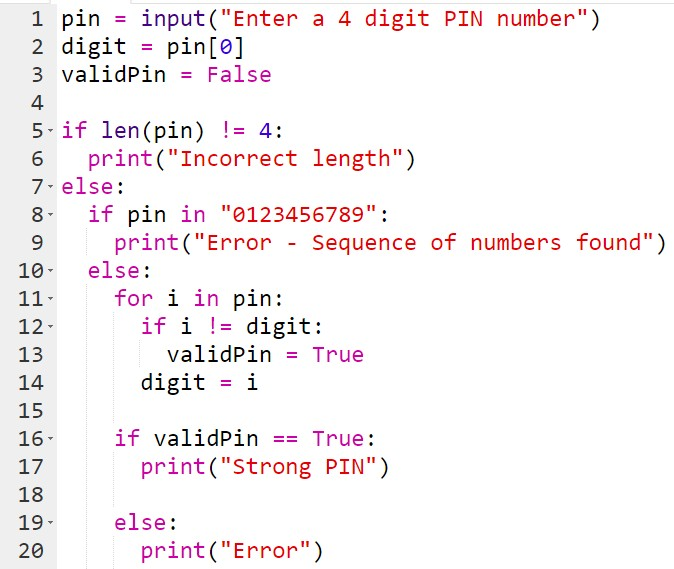 1 pin = input("Enter a 4 digit PIN number")
2 digit = pin[0]
3 validPin = False
4
5 if len(pin) != 4:
6   print("Incorrect length")
7 else:
8   if pin in "0123456789":
9     print("Error - Sequence of numbers found")
10   else:
11     for i in pin:
12       if i != digit:
13         validPin = True
14       digit = i
15
16     if validPin == True:
17       print("Strong PIN")
18
19     else:
20       print("Error")